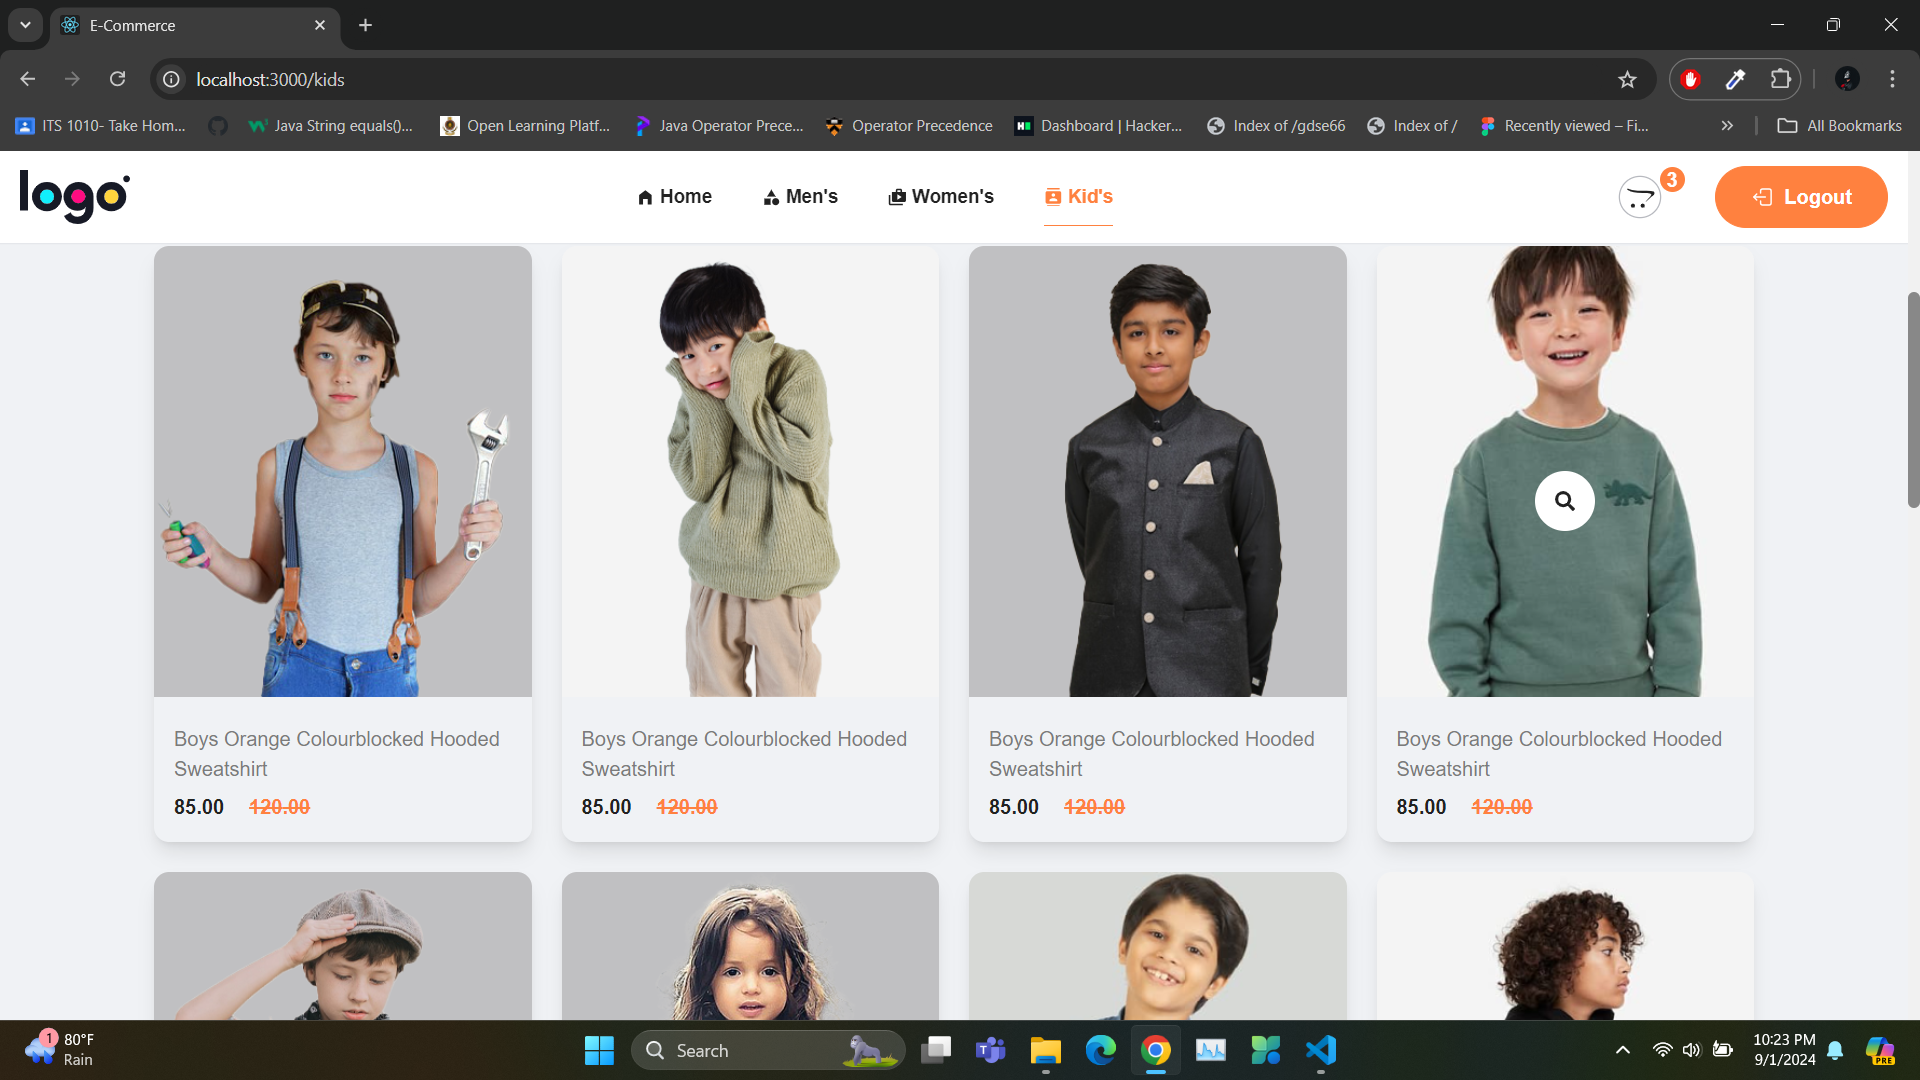 E-Commerce
localhost:3000/kids
ITS 1010- Take Hom...
Java String equals()...
Open Learning Platf...
Java Operator Prece...
Operator Precedence
Dashboard | Hacker...
Index of /gdse66
Index of /
Recently viewed – Fi...
All Bookmarks
logo
Home
Men's
Women's
Kid's
3
Logout
Boys Orange Colourblocked Hooded
Sweatshirt
85.00 120.00
Boys Orange Colourblocked Hooded
Sweatshirt
85.00 120.00
Boys Orange Colourblocked Hooded
Sweatshirt
85.00 120.00
Boys Orange Colourblocked Hooded
Sweatshirt
85.00 120.00
1
80°F
Rain
Search
10:23 PM
9/1/2024
PRE